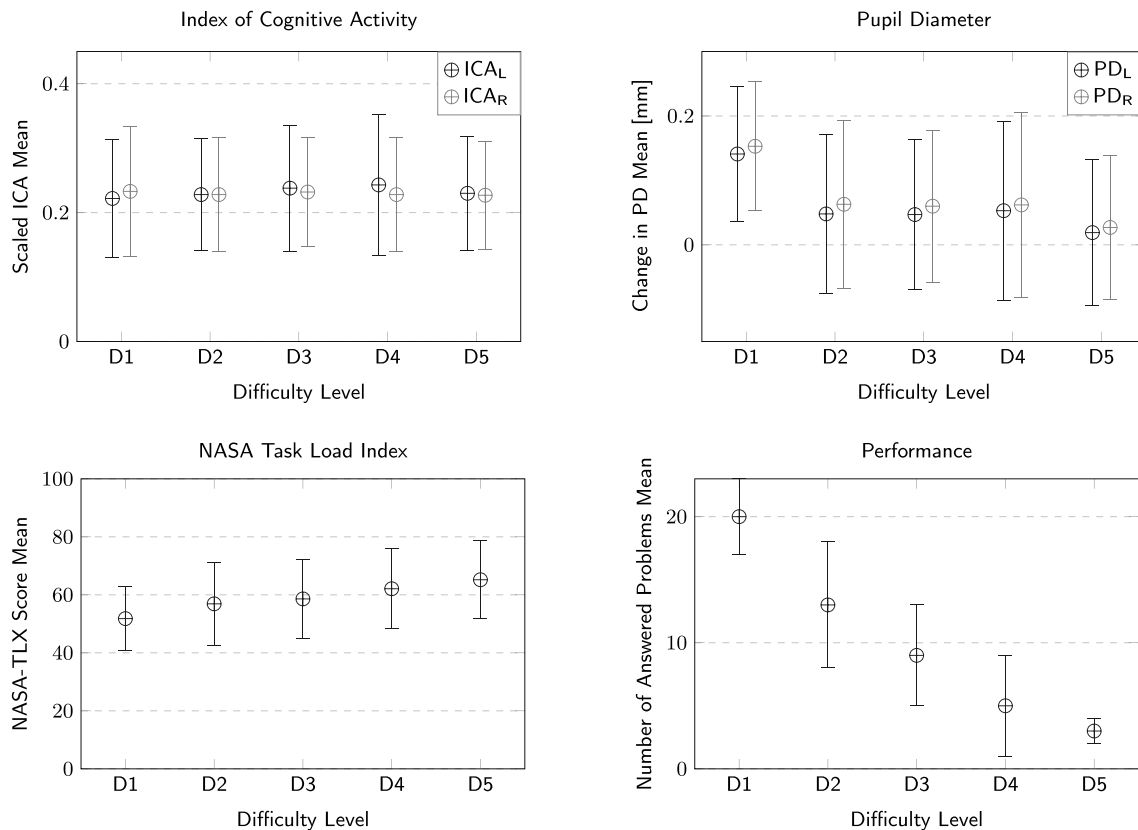 Index of Cognitive Activity
Scaled ICA Mean
0.4
0.2
0
ICA_L
ICA_R
D1 D2 D3 D4 D5
Difficulty Level
Pupil Diameter
Change in PD Mean [mm]
0.2
0
PD_L
PD_R
D1 D2 D3 D4 D5
Difficulty Level
NASA Task Load Index
NASA-TLX Score Mean
100
80
60
40
20
0
D1 D2 D3 D4 D5
Difficulty Level
Performance
Number of Answered Problems Mean
20
10
0
D1 D2 D3 D4 D5
Difficulty Level